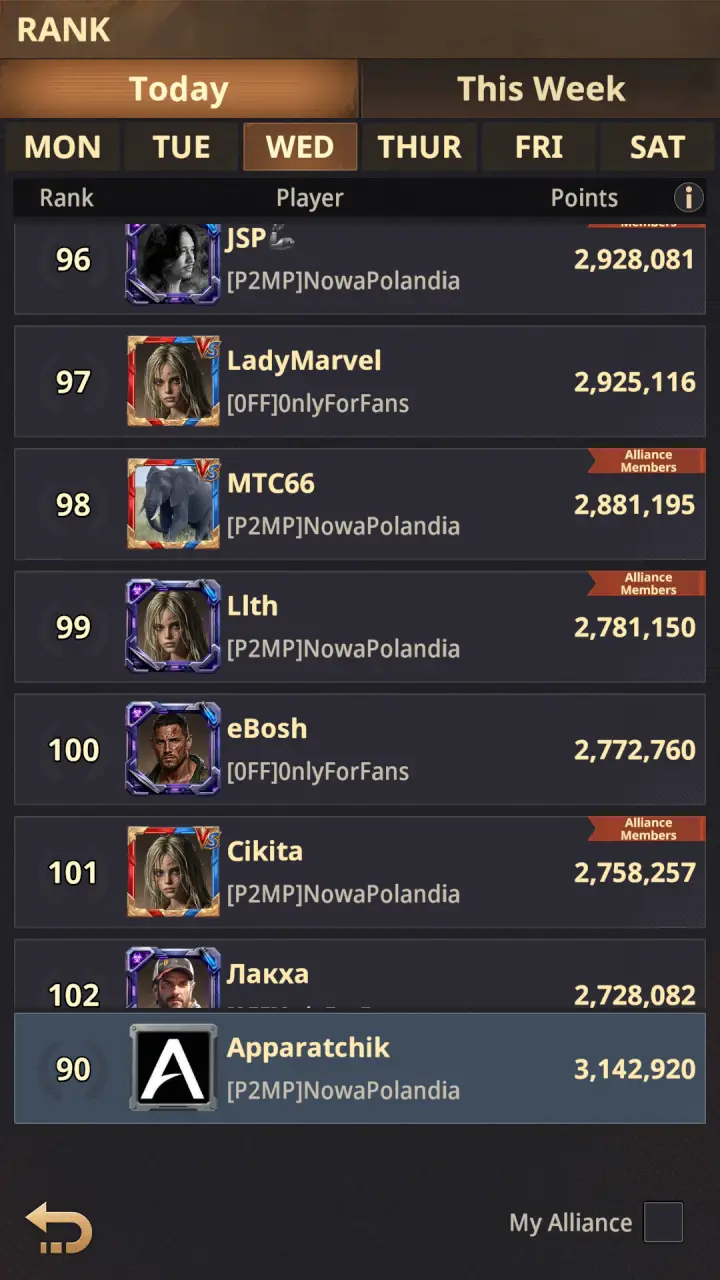 RANK
Today
This Week
MON
TUE
WED
THUR
FRI
SAT
Rank
Player
Points
Members
96
JSP
[P2MP]NowaPolandia
2,928,081
97
LadyMarvel
[0FF]0nlyForFans
2,925,116
Alliance
Members
98
MTC66
[P2MP]NowaPolandia
2,881,195
Alliance
Members
99
Llth
[P2MP]NowaPolandia
2,781,150
100
eBosh
[0FF]0nlyForFans
2,772,760
Alliance
Members
101
Cikita
[P2MP]NowaPolandia
2,758,257
102
Лакха
2,728,082
90
Apparatchik
[P2MP]NowaPolandia
3,142,920
My Alliance